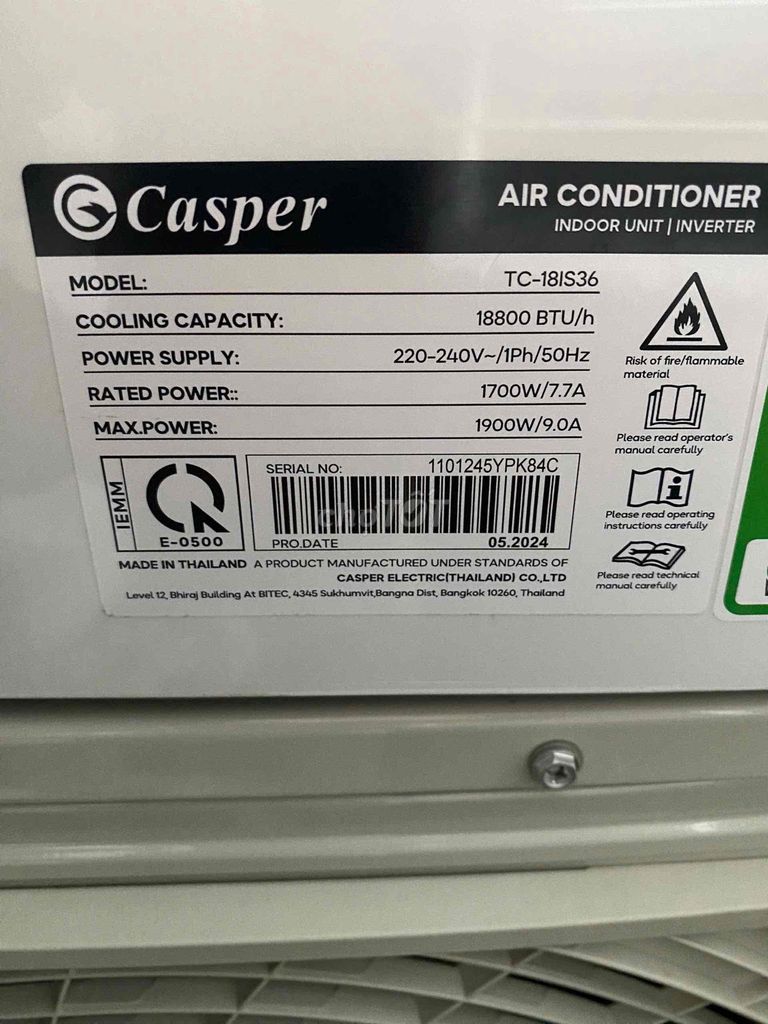 Casper
AIR CONDITIONER
INDOOR UNIT | INVERTER
MODEL: TC-18IS36
COOLING CAPACITY: 18800 BTU/h
POWER SUPPLY: 220-240V~/1Ph/50Hz
RATED POWER:: 1700W/7.7A
MAX.POWER: 1900W/9.0A
Risk of fire/flammable
material
Please read operator's
manual carefully
Please read operating
instructions carefully
Please read technical
manual carefully
IEMM
E-0500
SERIAL NO: 1101245YPK84C
choTỐT
PRO.DATE 05.2024
MADE IN THAILAND A PRODUCT MANUFACTURED UNDER STANDARDS OF
CASPER ELECTRIC(THAILAND) CO.,LTD
Level 12, Bhiraj Building At BITEC, 4345 Sukhumvit,Bangna Dist, Bangkok 10260, Thailand